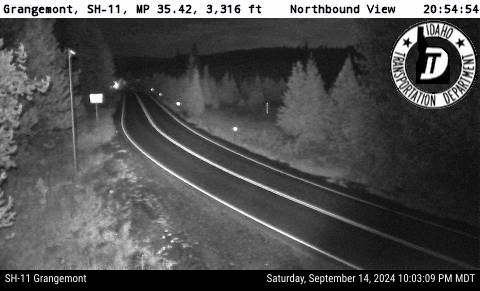 Grangemont, SH-11, MP 35.42, 3,316 ft Northbound View 20:54:54
IDAHO
TRANSPORTATION DEPARTMENT
SH-11 Grangemont Saturday, September 14, 2024 10:03:09 PM MDT